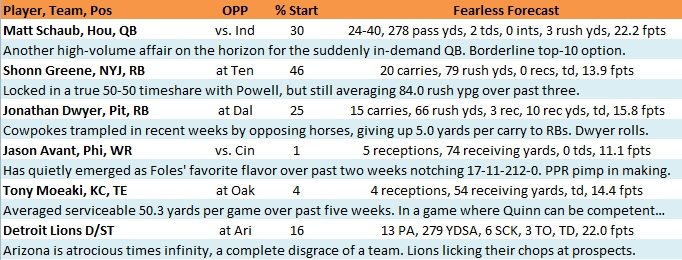 Player, Team, Pos OPP % Start Fearless Forecast
Matt Schaub, Hou, QB vs. Ind 30 24-40, 278 pass yds, 2 tds, 0 ints, 3 rush yds, 22.2 fpts
Another high-volume affair on the horizon for the suddenly in-demand QB. Borderline top-10 option.
Shonn Greene, NYJ, RB at Ten 46 20 carries, 79 rush yds, 0 recs, td, 13.9 fpts
Locked in a true 50-50 timeshare with Powell, but still averaging 84.0 rush ypg over past three.
Jonathan Dwyer, Pit, RB at Dal 25 15 carries, 66 rush yds, 3 rec, 10 rec yds, td, 15.8 fpts
Cowpokes trampled in recent weeks by opposing horses, giving up 5.0 yards per carry to RBs. Dwyer rolls.
Jason Avant, Phi, WR vs. Cin 1 5 receptions, 74 receiving yards, 0 tds, 11.1 fpts
Has quietly emerged as Foles' favorite flavor over past two weeks notching 17-11-212-0. PPR pimp in making.
Tony Moeaki, KC, TE at Oak 4 4 receptions, 54 receiving yards, td, 14.4 fpts
Averaged serviceable 50.3 yards per game over past five weeks. In a game where Quinn can be competent...
Detroit Lions D/ST at Ari 16 13 PA, 279 YDSA, 6 SCK, 3 TO, TD, 22.0 fpts
Arizona is atrocious times infinity, a complete disgrace of a team. Lions licking their chops at prospects.